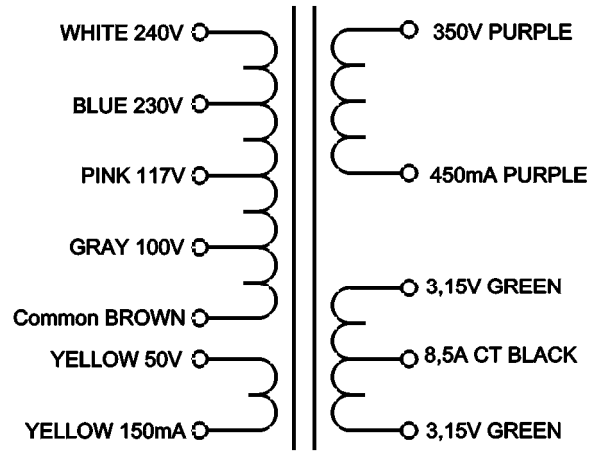 WHITE 240V
BLUE 230V
PINK 117V
GRAY 100V
Common BROWN
YELLOW 50V
YELLOW 150mA
350V PURPLE
450mA PURPLE
3,15V GREEN
8,5A CT BLACK
3,15V GREEN